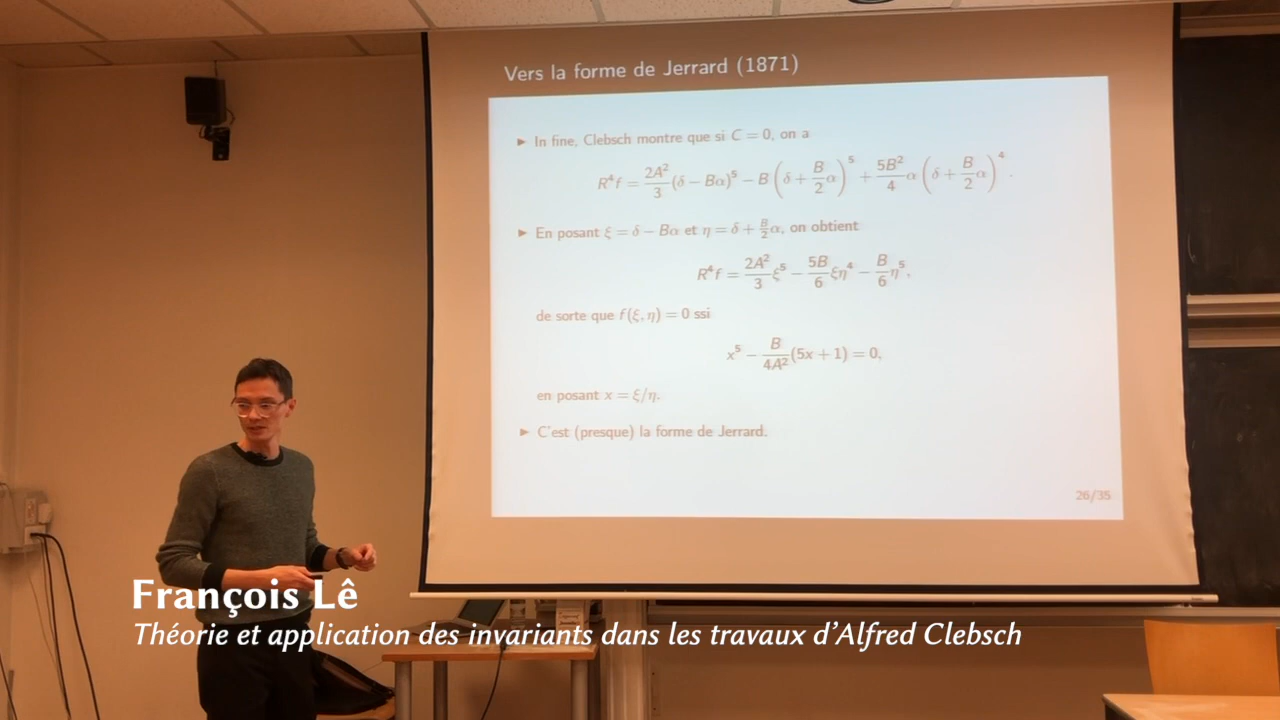 Vers la forme de Jerrard (1871)
► In fine, Clebsch montre que si C = 0, on a
R⁴f = 2A²/3 (δ − Bα)⁵ − B (δ + B/2 α)⁵ + 5B²/4 α (δ + B/2 α)⁴.
► En posant ξ = δ − Bα et η = δ + B/2 α, on obtient
R⁴f = 2A²/3 ξ⁵ − 5B/6 ξη⁴ − B/6 η⁵,
de sorte que f(ξ, η) = 0 ssi
x⁵ − B/4A² (5x + 1) = 0,
en posant x = ξ/η.
► C'est (presque) la forme de Jerrard.
26/35
François Lê
Théorie et application des invariants dans les travaux d'Alfred Clebsch